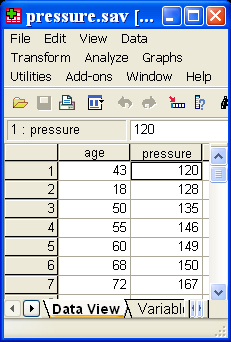 pressure.sav [...
File Edit View Data
Transform Analyze Graphs
Utilities Add-ons Window Help
1 : pressure 120
age pressure
1 43 120
2 18 128
3 50 135
4 55 146
5 60 149
6 68 150
7 72 167
Data View Variable